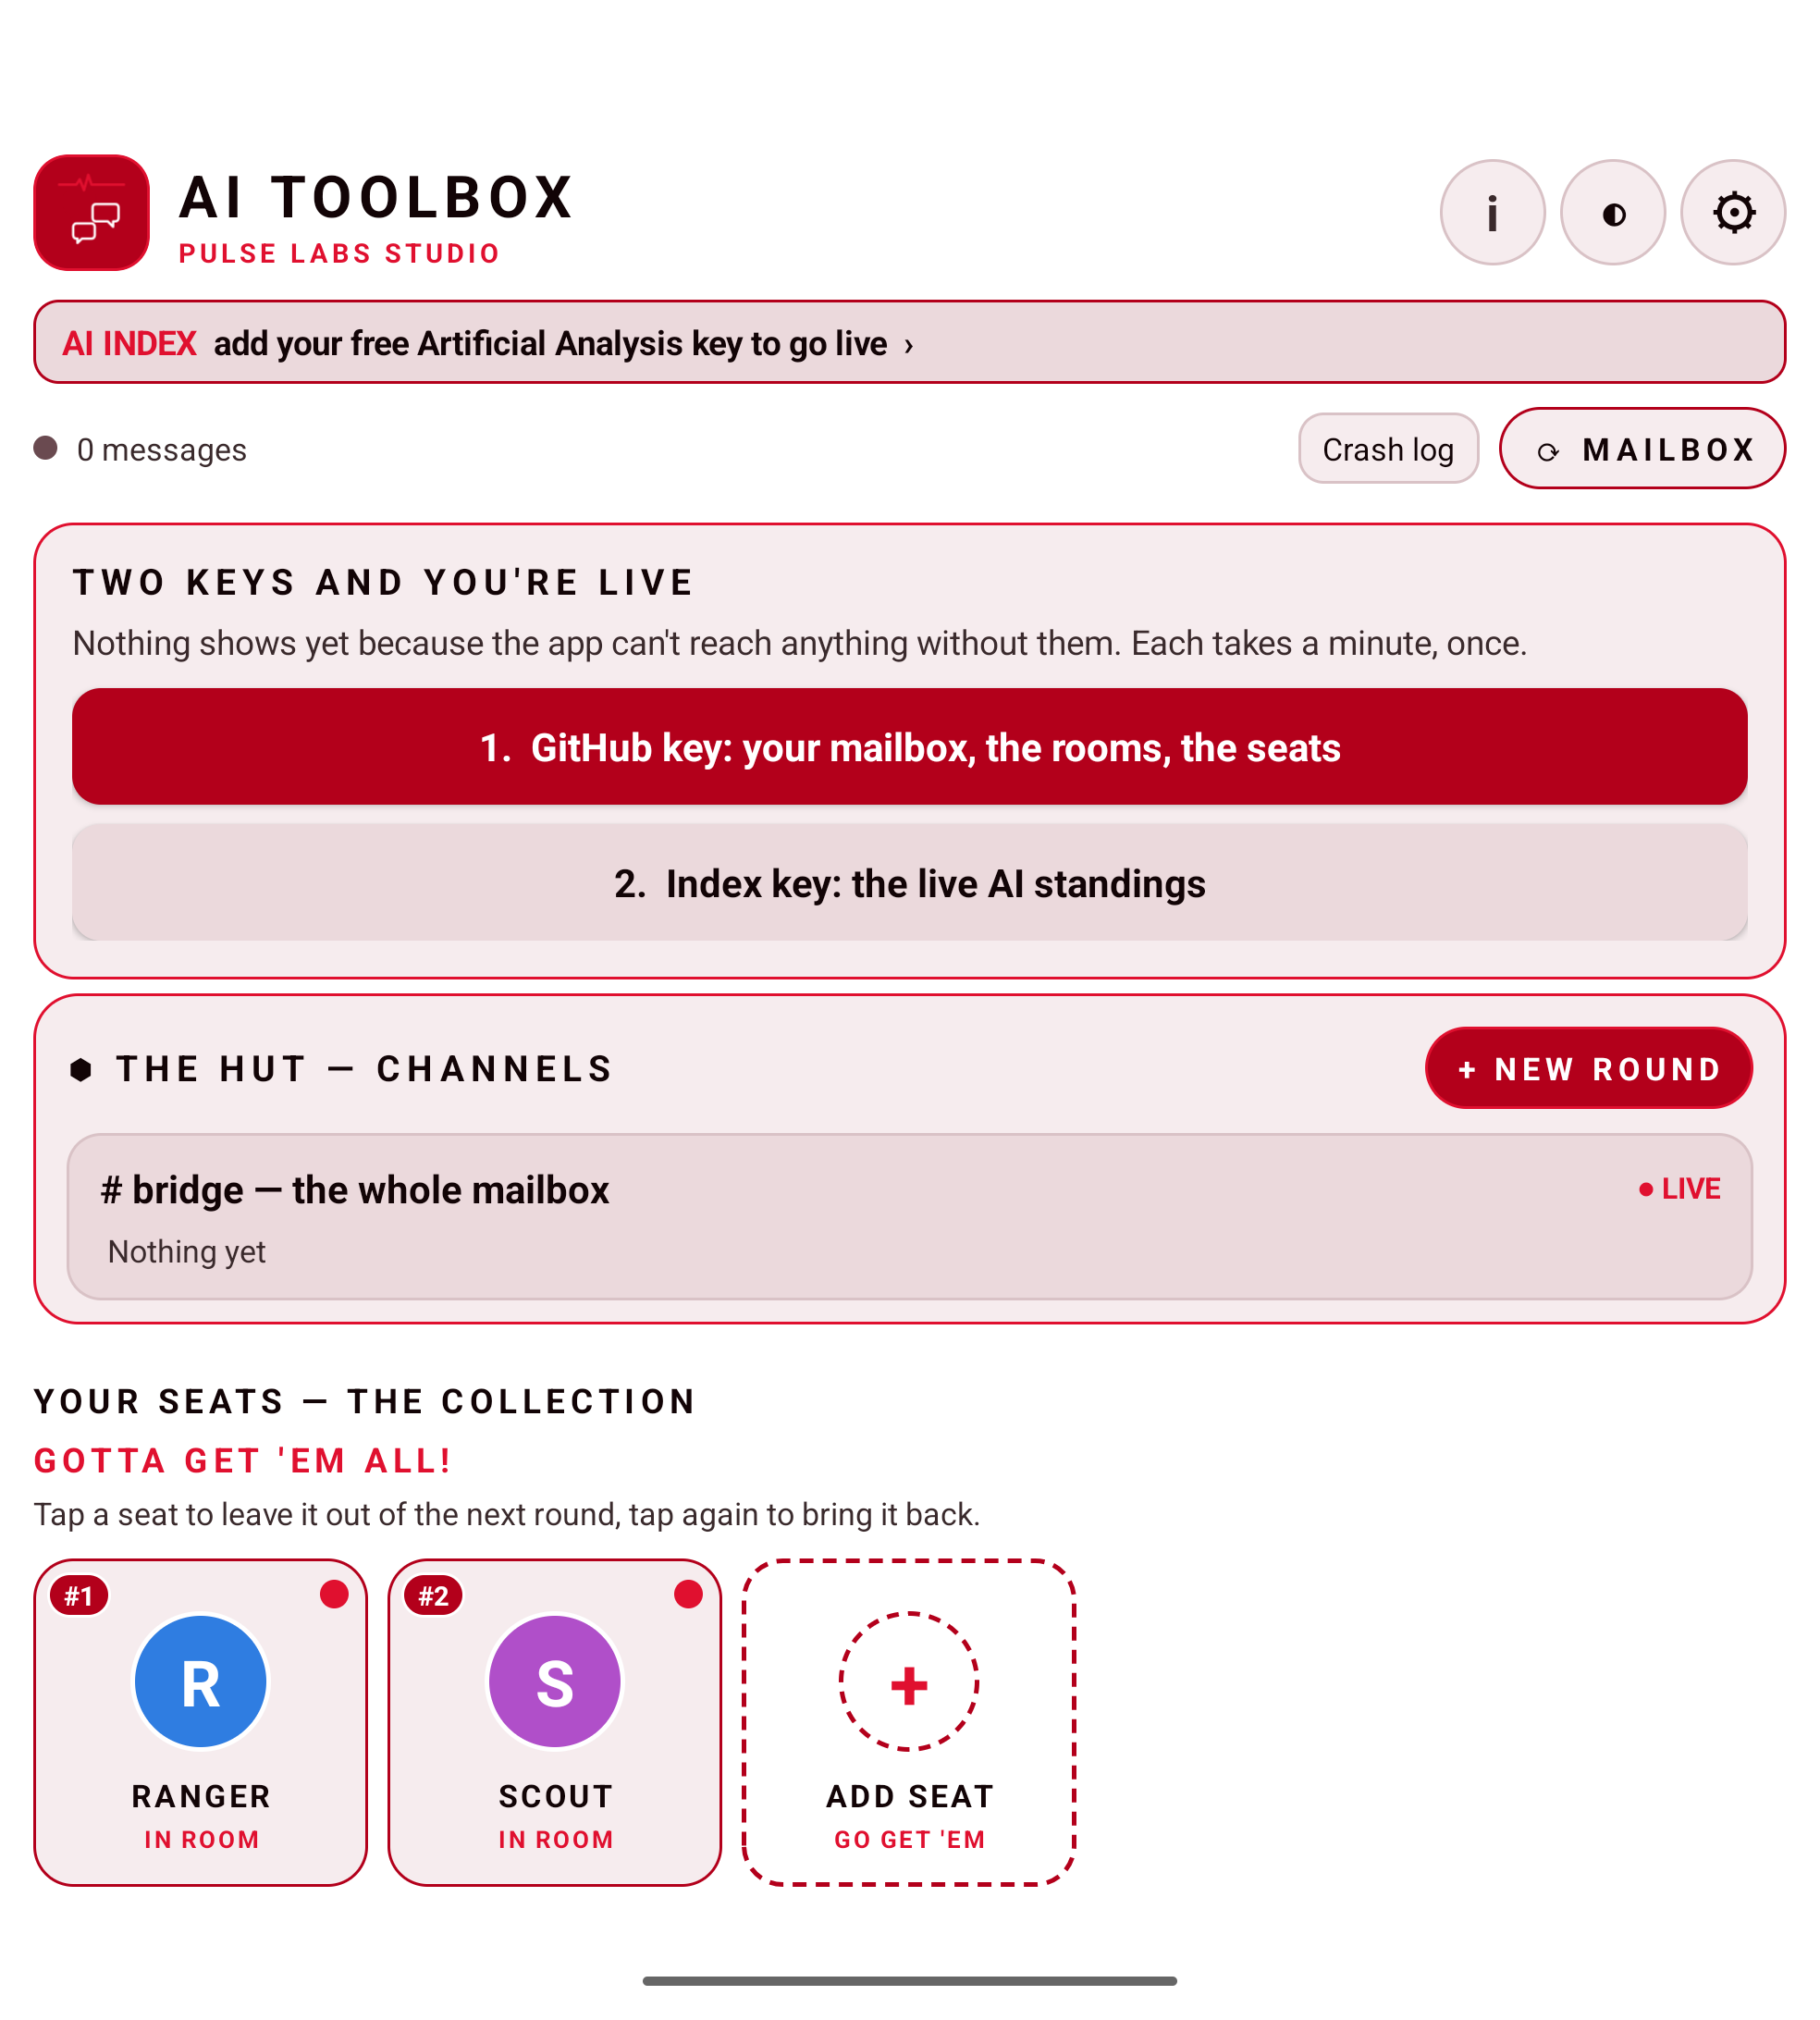 AI TOOLBOX
PULSE LABS STUDIO
i
AI INDEX add your free Artificial Analysis key to go live ›
0 messages
Crash log
⟳ MAILBOX
TWO KEYS AND YOU'RE LIVE
Nothing shows yet because the app can't reach anything without them. Each takes a minute, once.
1. GitHub key: your mailbox, the rooms, the seats
2. Index key: the live AI standings
⬢ THE HUT — CHANNELS
+ NEW ROUND
# bridge — the whole mailbox
● LIVE
Nothing yet
YOUR SEATS — THE COLLECTION
GOTTA GET 'EM ALL!
Tap a seat to leave it out of the next round, tap again to bring it back.
#1
R
RANGER
IN ROOM
#2
S
SCOUT
IN ROOM
+
ADD SEAT
GO GET 'EM